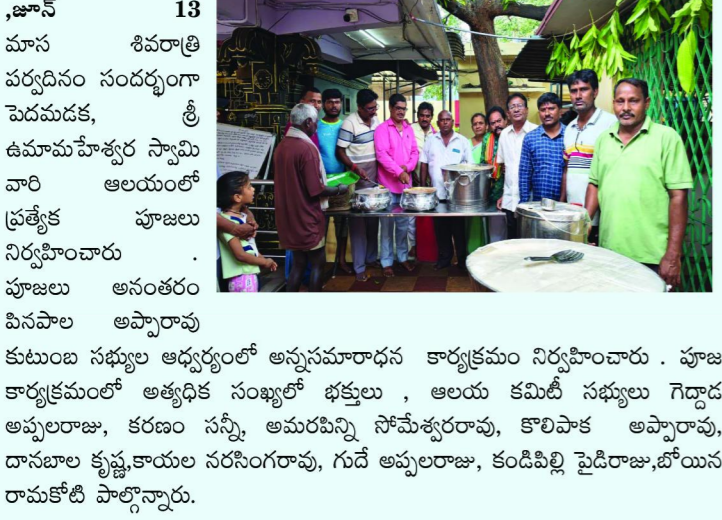 ,జూన్ 13
మాస శివరాత్రి
పర్వదినం సందర్భంగా
పెదమడక, శ్రీ
ఉమామహేశ్వర స్వామి
వారి ఆలయంలో
ప్రత్యేక పూజలు
నిర్వహించారు .
పూజలు అనంతరం
పినపాల అప్పారావు
కుటుంబ సభ్యుల ఆధ్వర్యంలో అన్నసమారాధన కార్యక్రమం నిర్వహించారు . పూజ
కార్యక్రమంలో అత్యధిక సంఖ్యలో భక్తులు , ఆలయ కమిటీ సభ్యులు గెద్దాడ
అప్పలరాజు, కరణం సన్నీ, అమరపిన్ని సోమేశ్వరరావు, కొలిపాక అప్పారావు,
దానబాల కృష్ణ,కాయల నరసింగరావు, గుదే అప్పలరాజు, కండిపిల్లి పైడిరాజు,బోయిన
రామకోటి పాల్గొన్నారు.